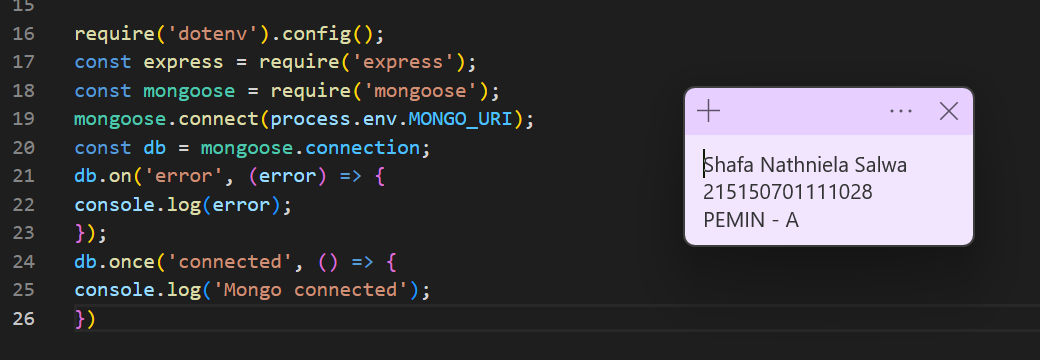 15
16 require('dotenv').config();
17 const express = require('express');
18 const mongoose = require('mongoose');
19 mongoose.connect(process.env.MONGO_URI);
20 const db = mongoose.connection;
21 db.on('error', (error) => {
22 console.log(error);
23 });
24 db.once('connected', () => {
25 console.log('Mongo connected');
26 })
Shafa Nathniela Salwa
215150701111028
PEMIN - A